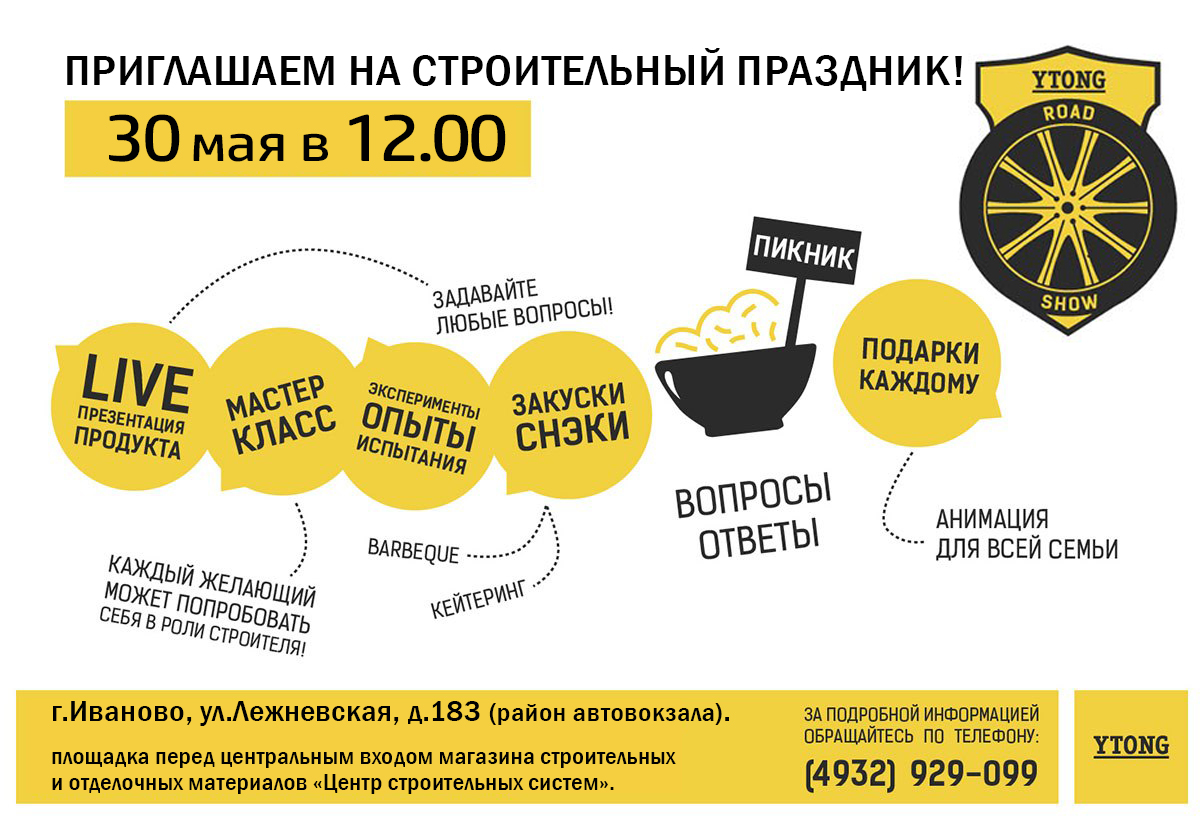 ПРИГЛАШАЕМ НА СТРОИТЕЛЬНЫЙ ПРАЗДНИК!
30 мая в 12.00
YTONG
ROAD
SHOW
ПИКНИК
ЗАДАВАЙТЕ
ЛЮБЫЕ ВОПРОСЫ!
LIVE
ПРЕЗЕНТАЦИЯ
ПРОДУКТА
МАСТЕР
КЛАСС
ЭКСПЕРИМЕНТЫ
ОПЫТЫ
ИСПЫТАНИЯ
ЗАКУСКИ
СНЭКИ
ПОДАРКИ
КАЖДОМУ
ВОПРОСЫ
ОТВЕТЫ
АНИМАЦИЯ
ДЛЯ ВСЕЙ СЕМЬИ
BARBEQUE
КЕЙТЕРИНГ
КАЖДЫЙ ЖЕЛАЮЩИЙ
МОЖЕТ ПОПРОБОВАТЬ
СЕБЯ В РОЛИ СТРОИТЕЛЯ!
г.Иваново, ул.Лежневская, д.183 (район автовокзала).
площадка перед центральным входом магазина строительных
и отделочных материалов «Центр строительных систем».
ЗА ПОДРОБНОЙ ИНФОРМАЦИЕЙ
ОБРАЩАЙТЕСЬ ПО ТЕЛЕФОНУ:
(4932) 929-099
YTONG